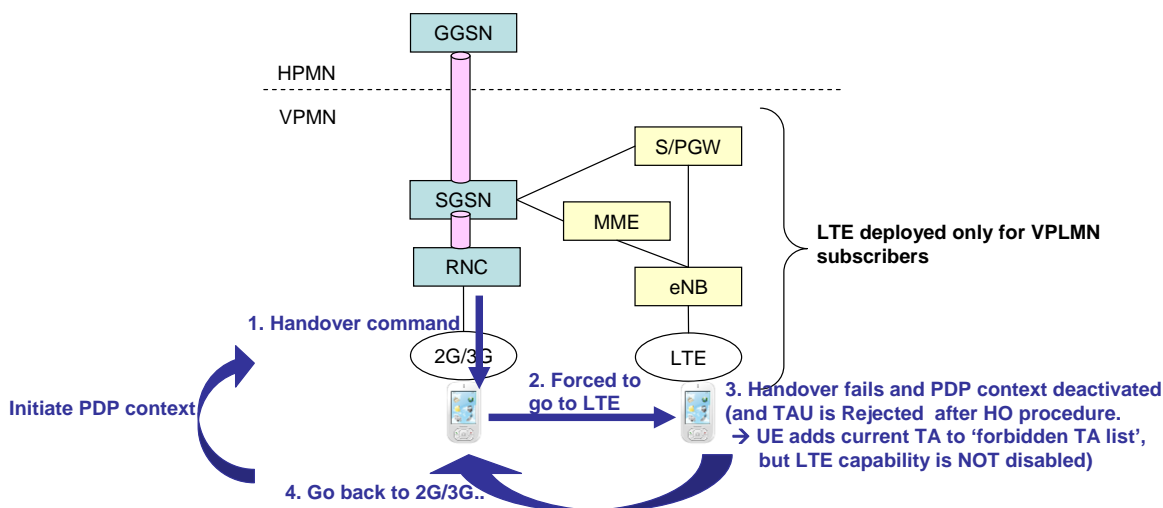 GGSN
HPMN
VPMN
S/PGW
SGSN
MME
LTE deployed only for VPLMN
subscribers
RNC
eNB
1. Handover command
2G/3G
LTE
2. Forced to
go to LTE
3. Handover fails and PDP context deactivated
(and TAU is Rejected after HO procedure.
→ UE adds current TA to ‘forbidden TA list’,
but LTE capability is NOT disabled)
Initiate PDP context
4. Go back to 2G/3G..